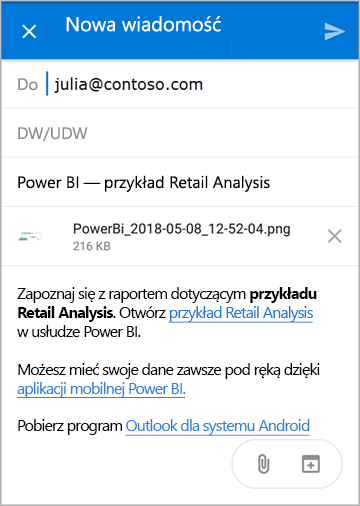 Nowa wiadomość
Do julia@contoso.com
DW/UDW
Power BI — przykład Retail Analysis
PowerBi_2018-05-08_12-52-04.png
216 KB
Zapoznaj się z raportem dotyczącym przykładu
Retail Analysis. Otwórz przykład Retail Analysis
w usłudze Power BI.
Możesz mieć swoje dane zawsze pod ręką dzięki
aplikacji mobilnej Power BI.
Pobierz program Outlook dla systemu Android